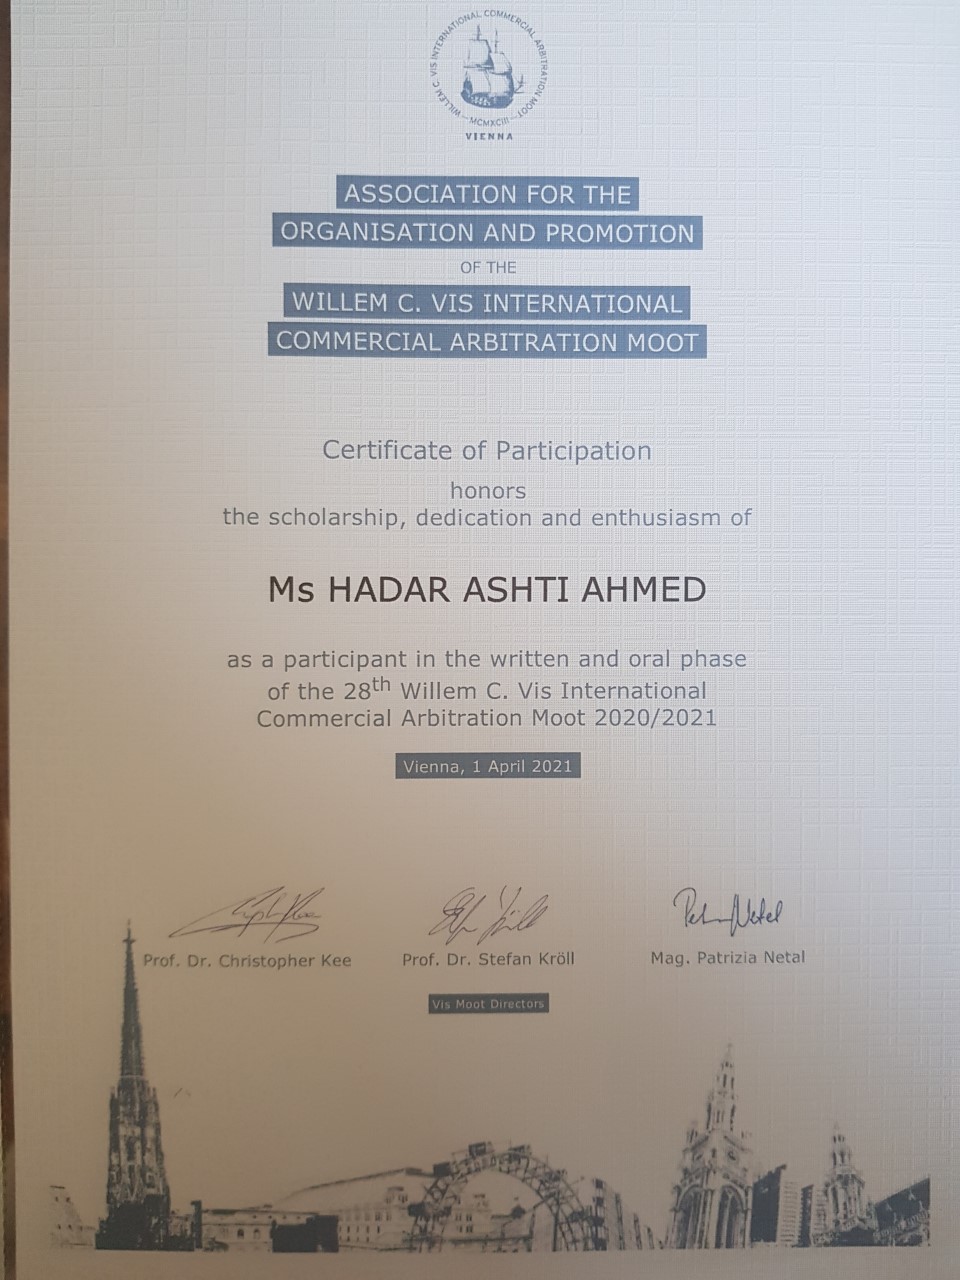 WILLEM C. VIS INTERNATIONAL COMMERCIAL ARBITRATION MOOT
MCMXCIII
VIENNA
ASSOCIATION FOR THE
ORGANISATION AND PROMOTION
OF THE
WILLEM C. VIS INTERNATIONAL
COMMERCIAL ARBITRATION MOOT
Certificate of Participation
honors
the scholarship, dedication and enthusiasm of
Ms HADAR ASHTI AHMED
as a participant in the written and oral phase
of the 28th Willem C. Vis International
Commercial Arbitration Moot 2020/2021
Vienna, 1 April 2021
Prof. Dr. Christopher Kee
Prof. Dr. Stefan Kröll
Mag. Patrizia Netal
Vis Moot Directors